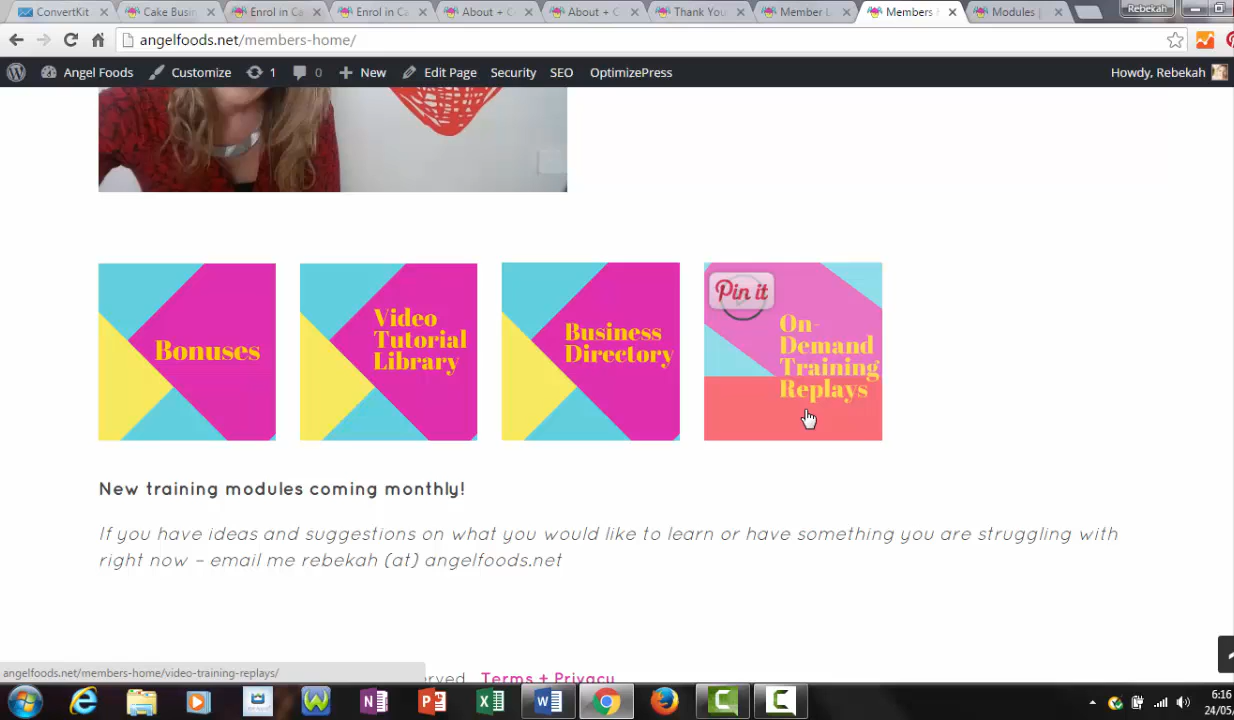 ConvertKit
Cake Busin
Enrol in Ca
Enrol in Ca
About + C
About + C
Thank You
Member L
Members
Modules |
Rebekah
angelfoods.net/members-home/
Angel Foods
Customize
1
0
New
Edit Page
Security
SEO
OptimizePress
Howdy, Rebekah
Bonuses
Video
Tutorial
Library
Business
Directory
Pin it
On-
Demand
Training
Replays
New training modules coming monthly!
If you have ideas and suggestions on what you would like to learn or have something you are struggling with
right now – email me rebekah (at) angelfoods.net
angelfoods.net/members-home/video-training-replays/
erved
Terms + Privacy
6:16
24/05